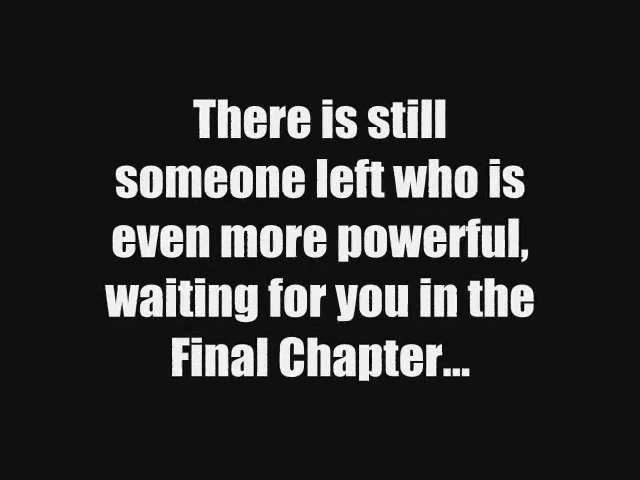 There is still
someone left who is
even more powerful,
waiting for you in the
Final Chapter...